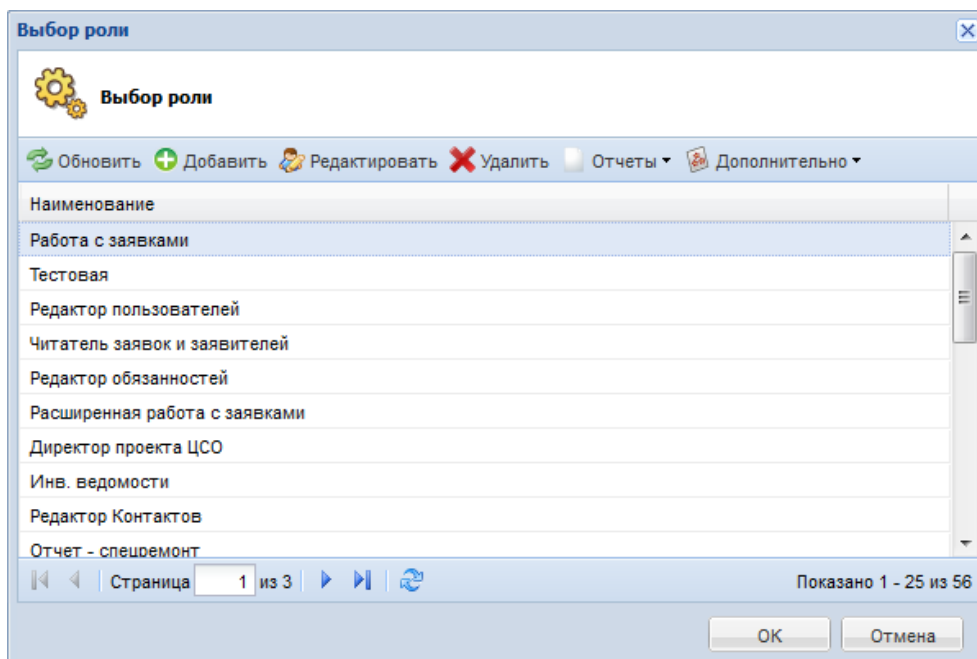 Выбор роли
Выбор роли
Обновить Добавить Редактировать Удалить Отчеты Дополнительно
Наименование
Работа с заявками
Тестовая
Редактор пользователей
Читатель заявок и заявителей
Редактор обязанностей
Расширенная работа с заявками
Директор проекта ЦСО
Инв. ведомости
Редактор Контактов
Отчет - спецремонт
Страница 1 из 3 Показано 1 - 25 из 56
ОК Отмена